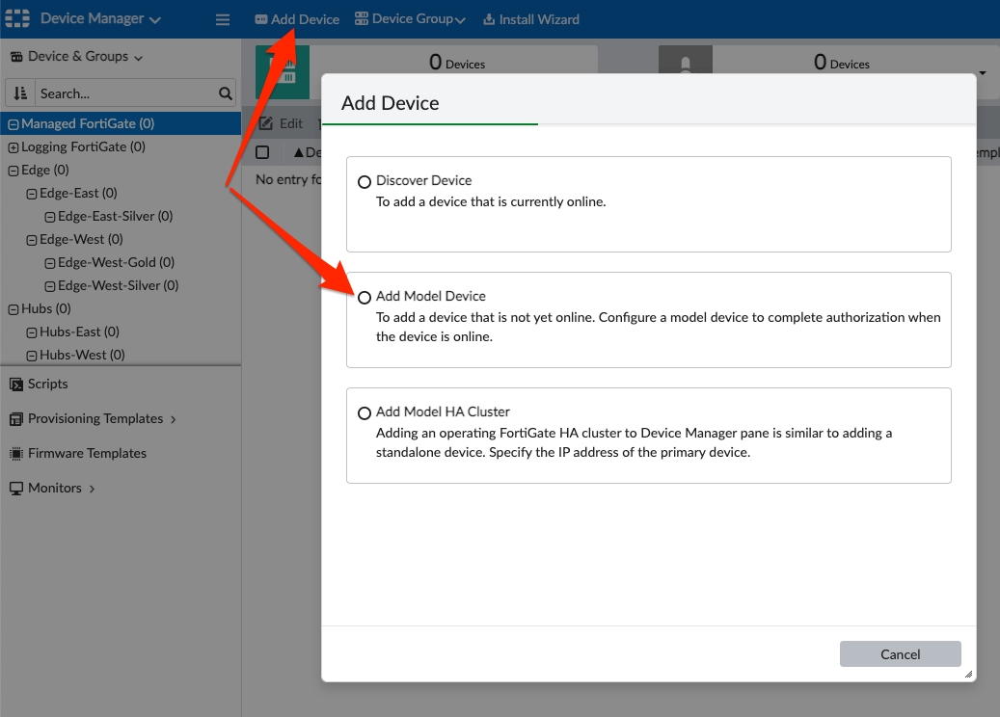 Device Manager
Add Device
Device Group
Install Wizard
Device & Groups
Search...
Managed FortiGate (0)
Logging FortiGate (0)
Edge (0)
Edge-East (0)
Edge-East-Silver (0)
Edge-West (0)
Edge-West-Gold (0)
Edge-West-Silver (0)
Hubs (0)
Hubs-East (0)
Hubs-West (0)
Scripts
Provisioning Templates
Firmware Templates
Monitors
0 Devices
0 Devices
Edit
No entry
Add Device
Discover Device
To add a device that is currently online.
Add Model Device
To add a device that is not yet online. Configure a model device to complete authorization when
the device is online.
Add Model HA Cluster
Adding an operating FortiGate HA cluster to Device Manager pane is similar to adding a
standalone device. Specify the IP address of the primary device.
Cancel